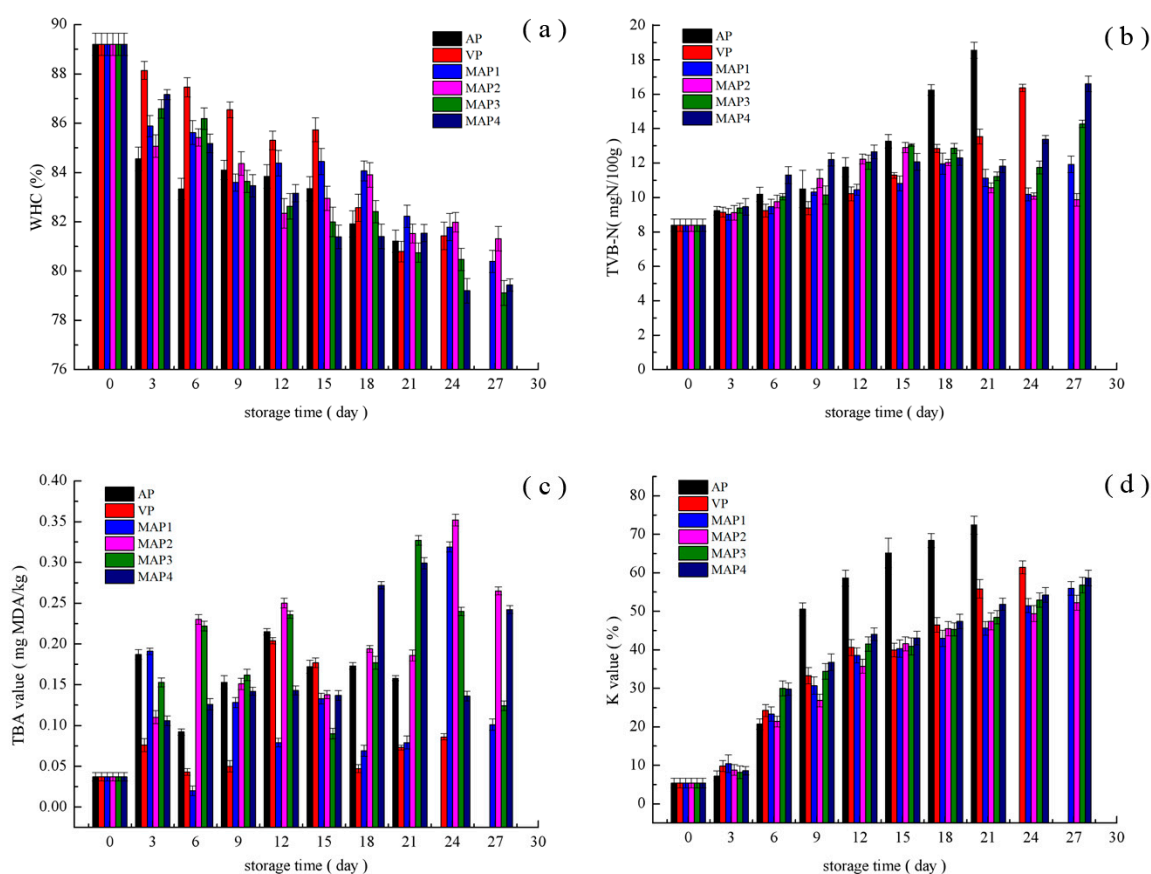 ( a )
90
88
86
84
82
80
78
76
WHC (%)
AP
VP
MAP1
MAP2
MAP3
MAP4
0 3 6 9 12 15 18 21 24 27 30
storage time ( day )
( b )
20
18
16
14
12
10
8
6
4
2
0
TVB-N( mgN/100g)
AP
VP
MAP1
MAP2
MAP3
MAP4
0 3 6 9 12 15 18 21 24 27 30
storage time ( day)
( c )
0.40
0.35
0.30
0.25
0.20
0.15
0.10
0.05
0.00
TBA value ( mg MDA/kg)
AP
VP
MAP1
MAP2
MAP3
MAP4
0 3 6 9 12 15 18 21 24 27 30
storage time ( day )
( d )
80
70
60
50
40
30
20
10
0
K value ( % )
AP
VP
MAP1
MAP2
MAP3
MAP4
0 3 6 9 12 15 18 21 24 27 30
storage time ( day )